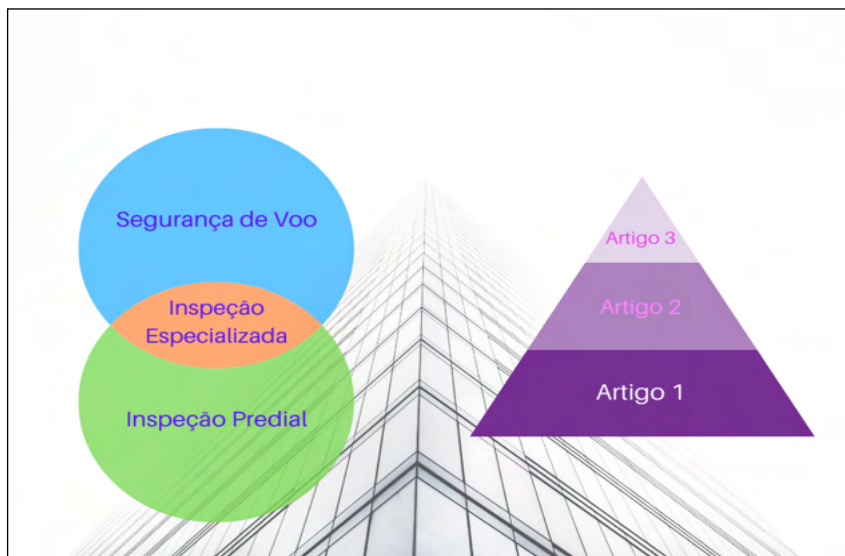 Segurança de Voo
Inspeção
Especializada
Inspeção Predial
Artigo 3
Artigo 2
Artigo 1